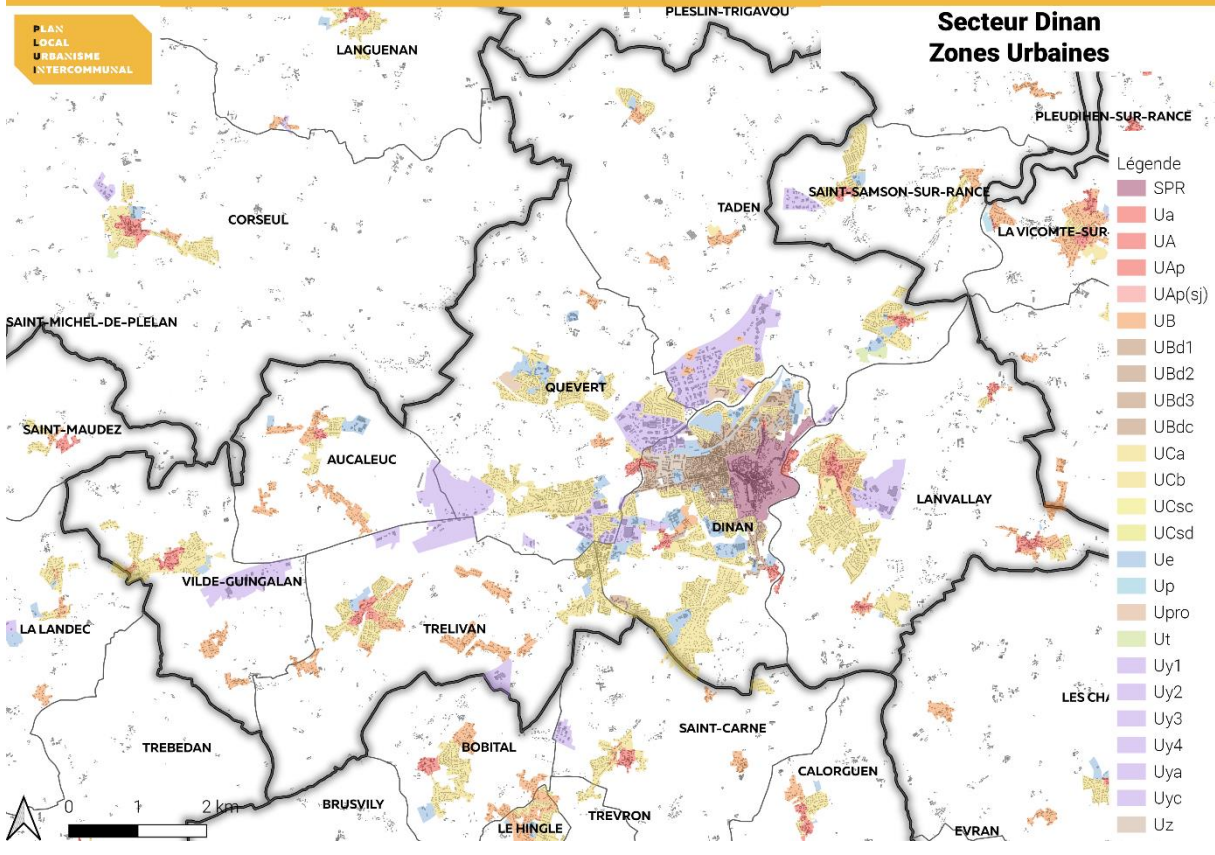 PLAN
LOCAL
URBANISME
INTERCOMMUNAL
Secteur Dinan
Zones Urbaines
PLESLIN-TRIGAVOU
LANGUENAN
PLEUDIHEN-SUR-RANCE
CORSEUL
TADEN
SAINT-SAMSON-SUR-RANCE
LA VICOMTE-SUR-
SAINT-MICHEL-DE-PLELAN
QUEVERT
SAINT-MAUDEZ
AUCALEUC
LANVALLAY
DINAN
VILDE-GUINGALAN
LA LANDEC
TRELIVAN
LES CHA
SAINT-CARNE
TREBEDAN
BOBITAL
CALORGUEN
BRUSVILY
TREVRON
LE HINGLE
EVRAN
0 1 2 km
Légende
SPR
Ua
UA
UAp
UAp(sj)
UB
UBd1
UBd2
UBd3
UBdc
UCa
UCb
UCsc
UCsd
Ue
Up
Upro
Ut
Uy1
Uy2
Uy3
Uy4
Uya
Uyc
Uz